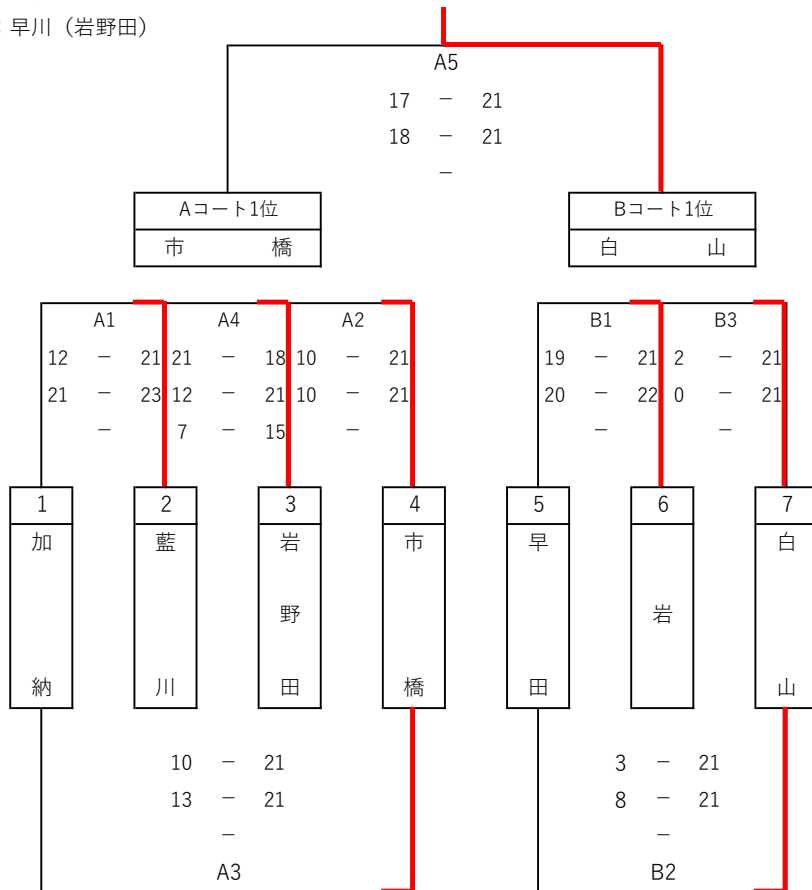 : 早川（岩野田）
A5
17 － 21
18 － 21
－
Aコート1位 Bコート1位
市 橋 白 山
A1 A4 A2 B1 B3
12 － 21 21 － 18 10 － 21 19 － 21 2 － 21
21 － 23 12 － 21 10 － 21 20 － 22 0 － 21
－ 7 － 15 － － －
1 2 3 4 5 6 7
加納 藍川 岩野田 市橋 早田 岩 白山
10 － 21 3 － 21
13 － 21 8 － 21
－ －
A3 B2